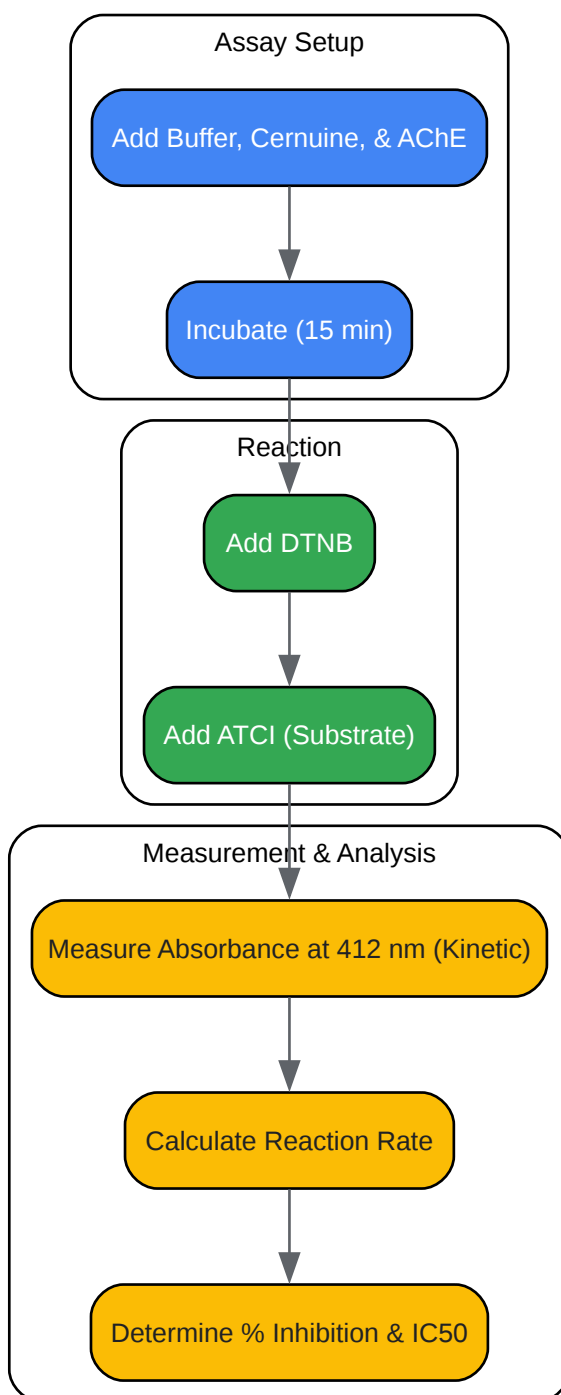 Assay Setup
Add Buffer, Cernuine, & AChE
Incubate (15 min)
Reaction
Add DTNB
Add ATCI (Substrate)
Measurement & Analysis
Measure Absorbance at 412 nm (Kinetic)
Calculate Reaction Rate
Determine % Inhibition & IC50